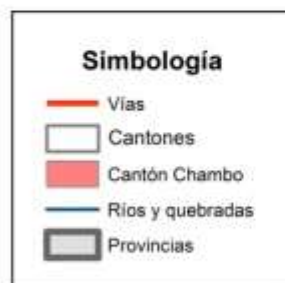 Simbología
Vías
Cantones
Cantón Chambo
Ríos y quebradas
Provincias